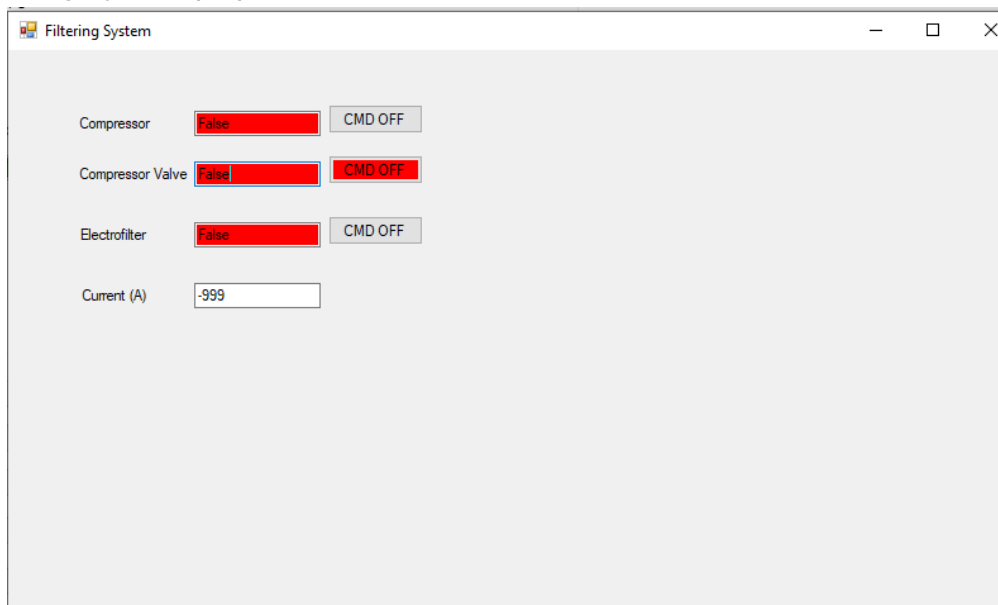 Filtering System
Compressor False CMD OFF
Compressor Valve False CMD OFF
Electrofilter False CMD OFF
Current (A) -999